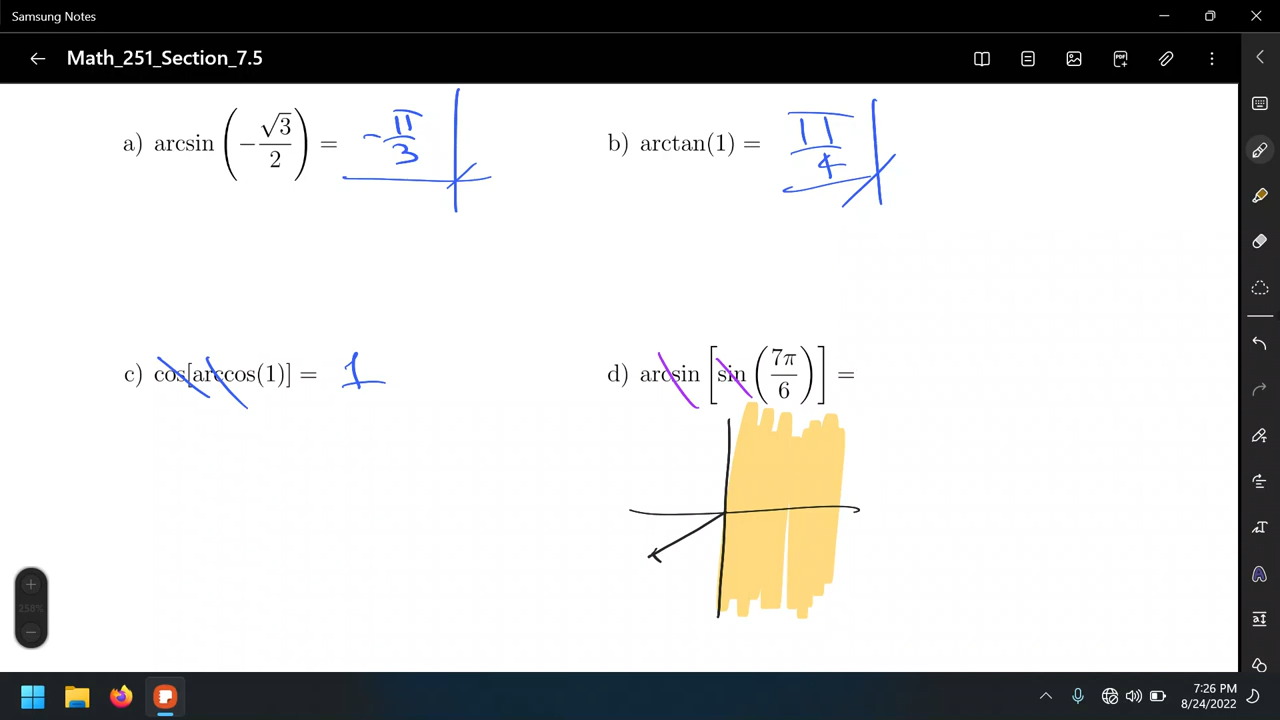 Samsung Notes
Math_251_Section_7.5
a) arcsin(-√3/2) = -π/3
b) arctan(1) = π/4
c) cos[arccos(1)] = 1
d) arcsin[sin(7π/6)] =
258%
7:26 PM
8/24/2022